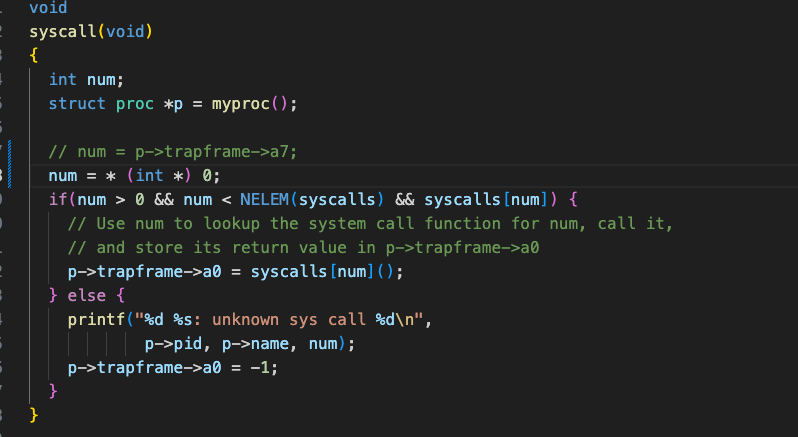 void
syscall(void)
{
  int num;
  struct proc *p = myproc();

  // num = p->trapframe->a7;
  num = * (int *) 0;
  if(num > 0 && num < NELEM(syscalls) && syscalls[num]) {
    // Use num to lookup the system call function for num, call it,
    // and store its return value in p->trapframe->a0
    p->trapframe->a0 = syscalls[num]();
  } else {
    printf("%d %s: unknown sys call %d\n",
            p->pid, p->name, num);
    p->trapframe->a0 = -1;
  }
}